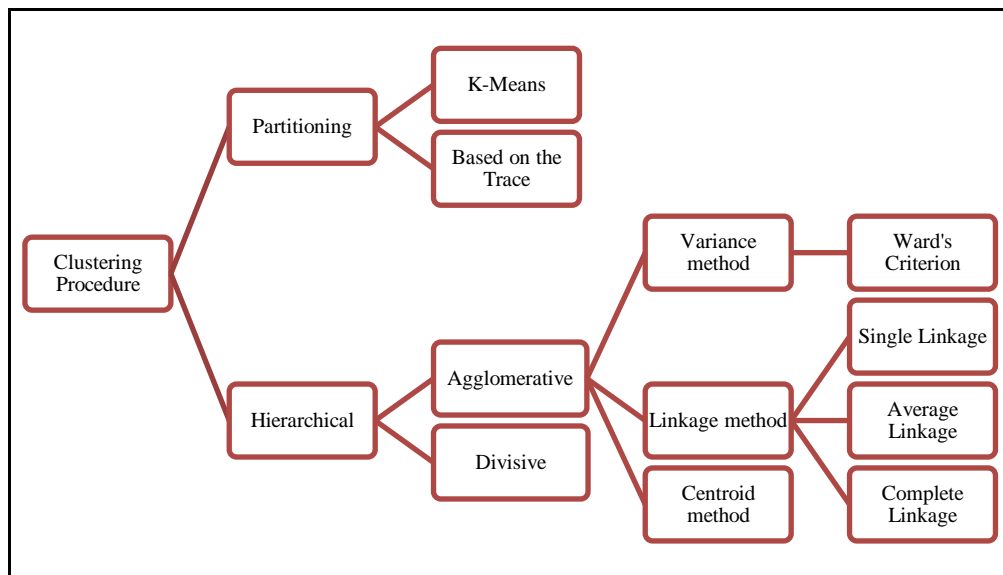 Clustering
Procedure
Partitioning
K-Means
Based on the
Trace
Hierarchical
Agglomerative
Variance
method
Ward's
Criterion
Linkage method
Single Linkage
Average
Linkage
Complete
Linkage
Centroid
method
Divisive